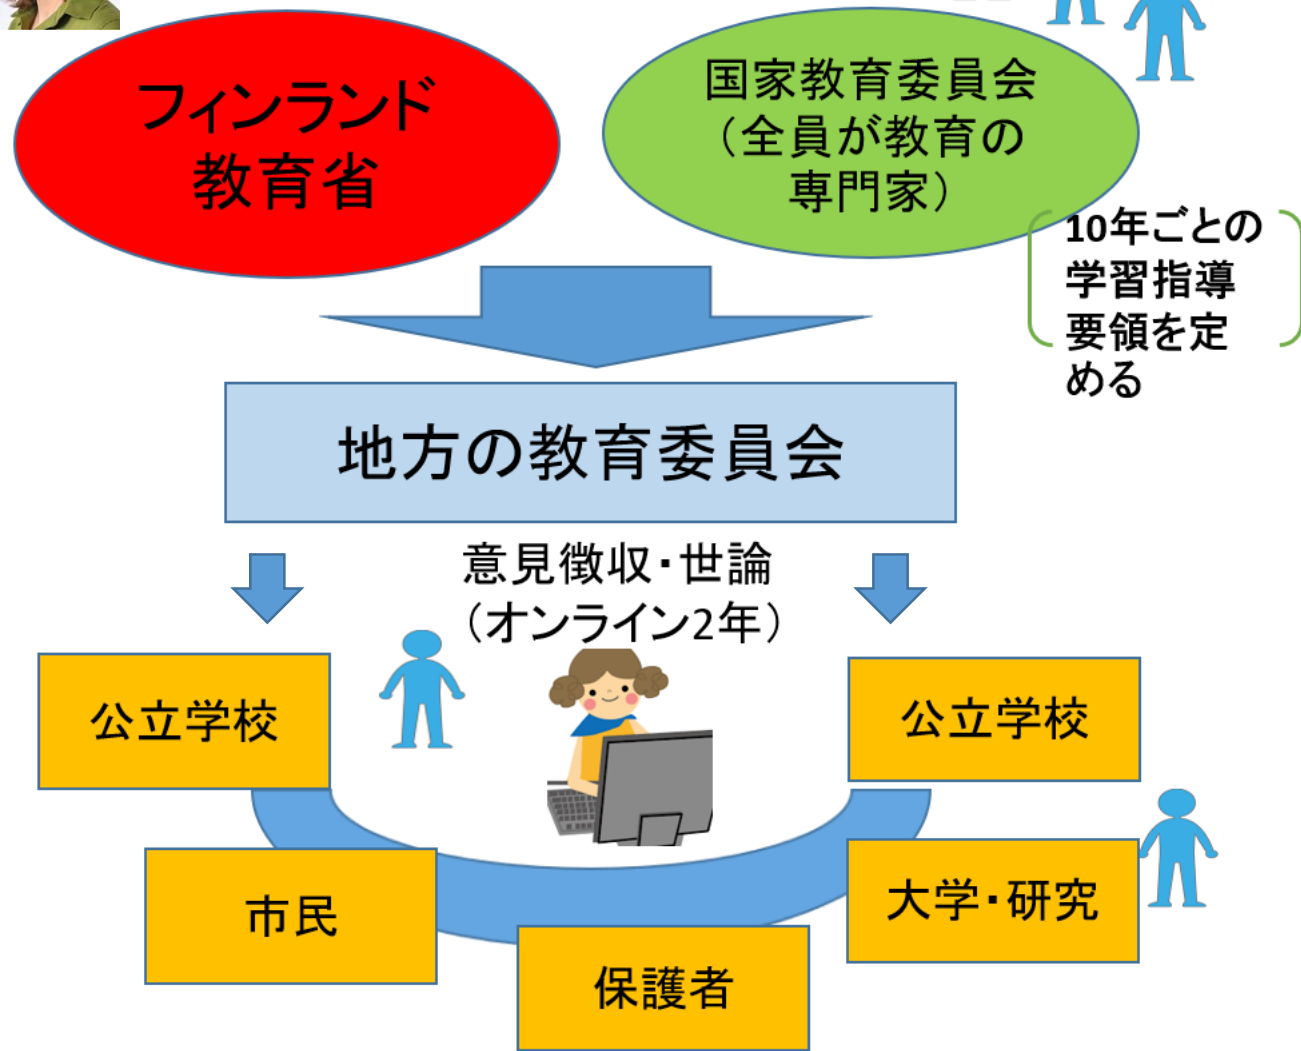 フィンランド
教育省
国家教育委員会
（全員が教育の
専門家）
10年ごとの
学習指導
要領を定
める
地方の教育委員会
意見徴収・世論
（オンライン2年）
公立学校
公立学校
市民
大学・研究
保護者